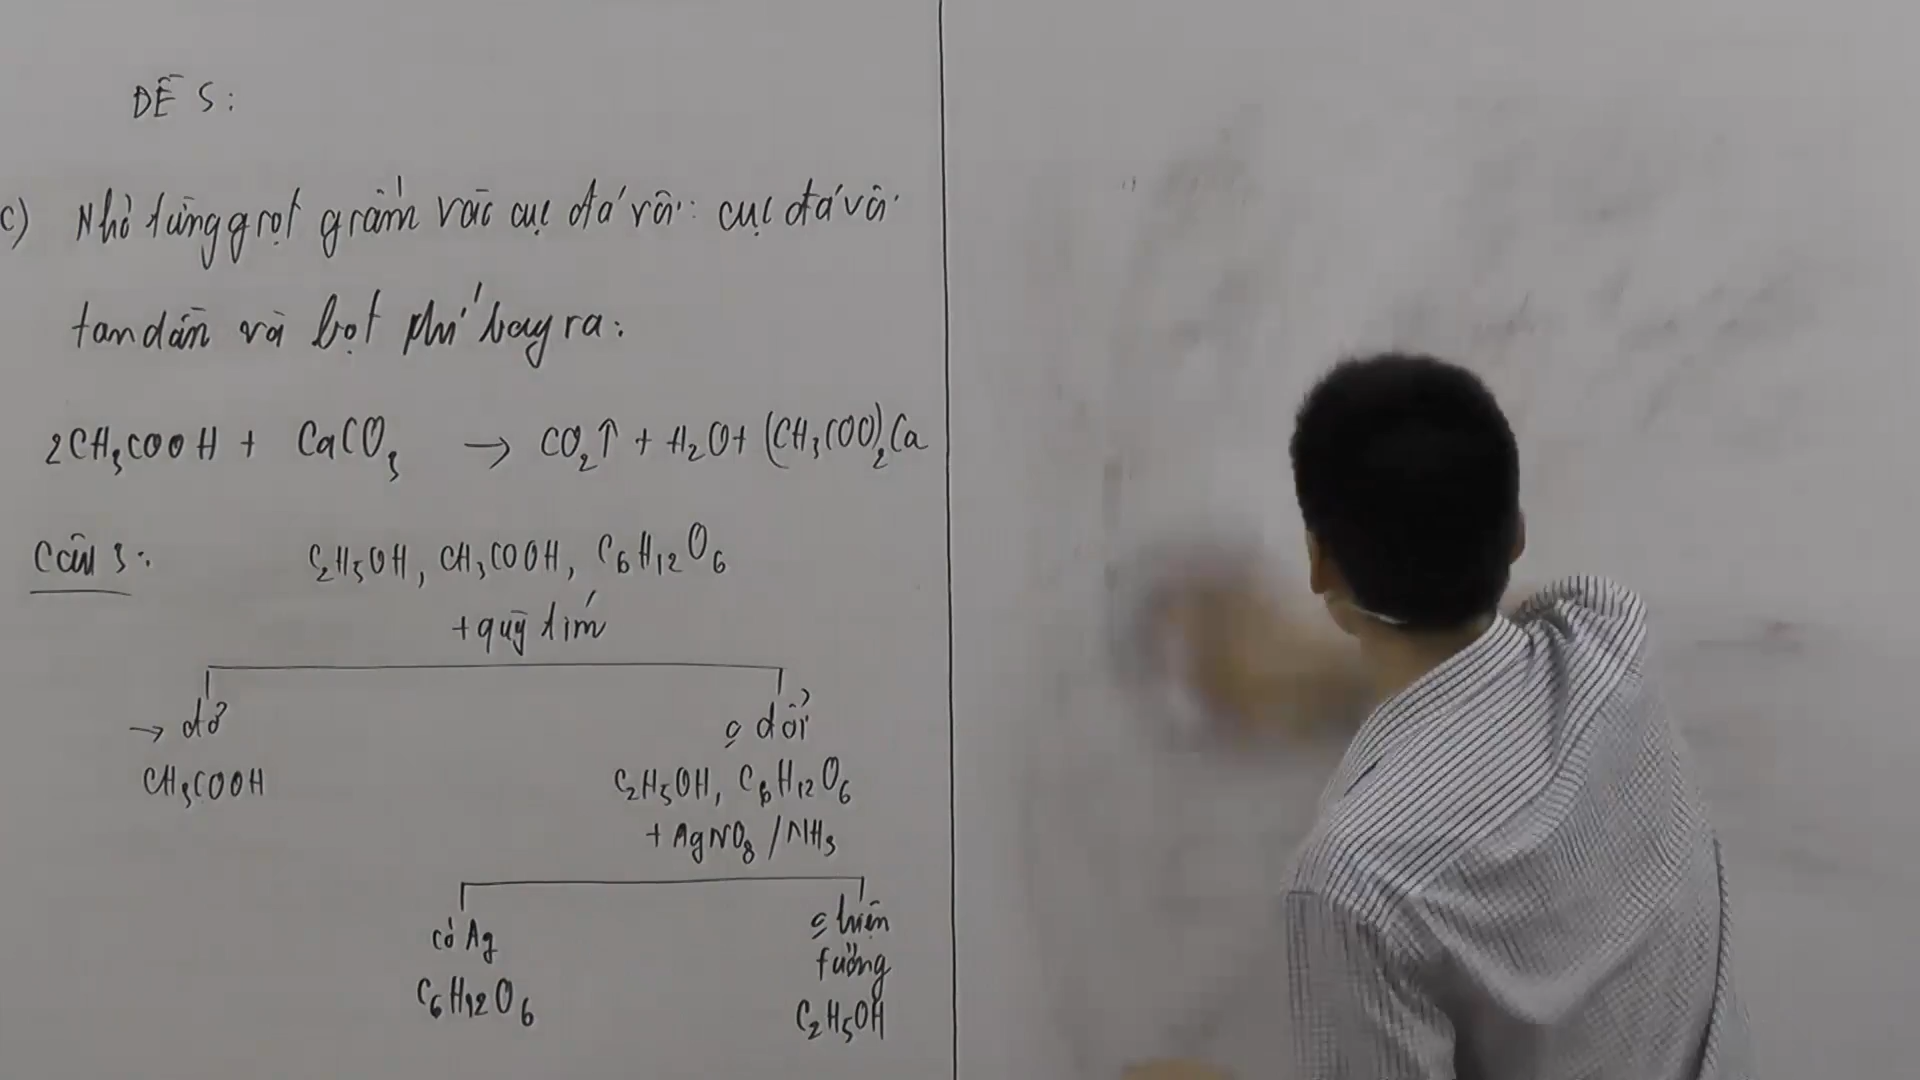 ĐỀ 5:
c) Nhỏ từng giọt giấm vào cục đá vôi: cục đá vôi
tan dần và bọt khí bay ra:
2CH₃COOH + CaCO₃ → CO₂↑ + H₂O + (CH₃COO)₂Ca
Câu 3: C₂H₅OH, CH₃COOH, C₆H₁₂O₆
+ quỳ tím
→ đỏ
CH₃COOH
đổi
C₂H₅OH, C₆H₁₂O₆
+ AgNO₃ / NH₃
có Ag
C₆H₁₂O₆
hiện
tượng
C₂H₅OH